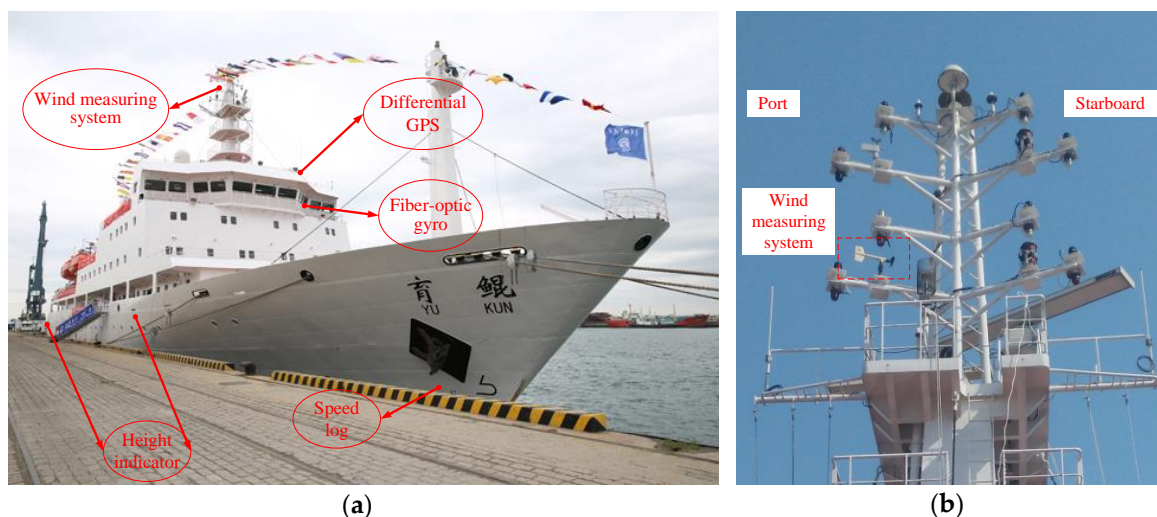 Wind measuring
system
Differential
GPS
Fiber-optic
gyro
育 鲲
YU KUN
Speed
log
Height
indicator
(a)
Port
Starboard
Wind
measuring
system
(b)